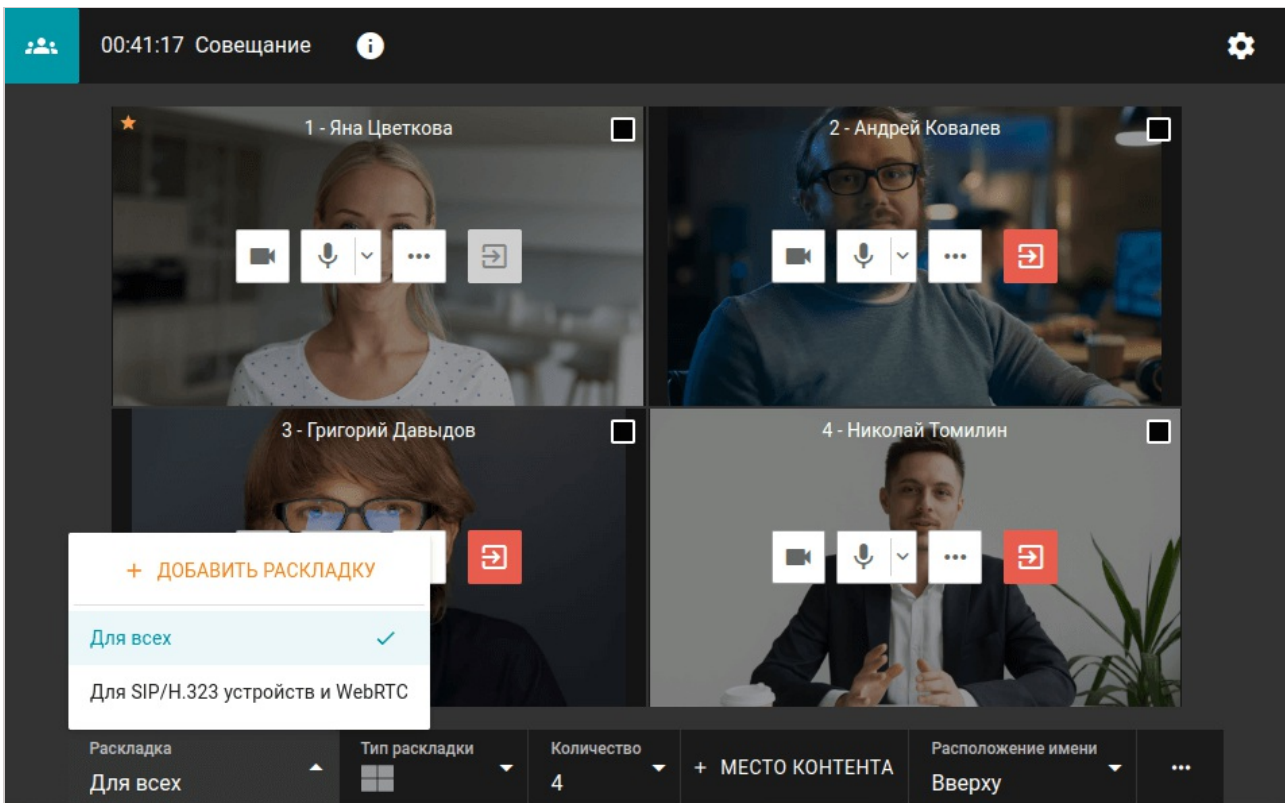 00:41:17 Совещание
1 - Яна Цветкова
2 - Андрей Ковалев
3 - Григорий Давыдов
4 - Николай Томилин
+ ДОБАВИТЬ РАСКЛАДКУ
Для всех
Для SIP/H.323 устройств и WebRTC
Раскладка
Для всех
Тип раскладки
Количество
4
+ МЕСТО КОНТЕНТА
Расположение имени
Вверху